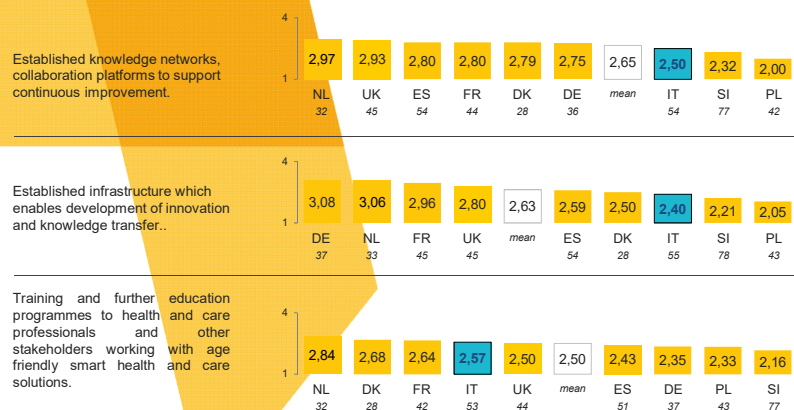 4
Established knowledge networks,
collaboration platforms to support
continuous improvement.
2,97 2,93 2,80 2,80 2,79 2,75 2,65 2,50 2,32 2,00
1
NL UK ES FR DK DE mean IT SI PL
32 45 54 44 28 36 54 77 42
4
Established infrastructure which
enables development of innovation
and knowledge transfer..
3,08 3,06 2,96 2,80 2,63 2,59 2,50 2,40 2,21 2,05
1
DE NL FR UK mean ES DK IT SI PL
37 33 45 45 54 28 55 78 43
Training and further education
programmes to health and care
professionals and other
stakeholders working with age
friendly smart health and care
solutions.
4
2,84 2,68 2,64 2,57 2,50 2,50 2,43 2,35 2,33 2,16
1
NL DK FR IT UK mean ES DE PL SI
32 28 42 53 44 51 37 43 77